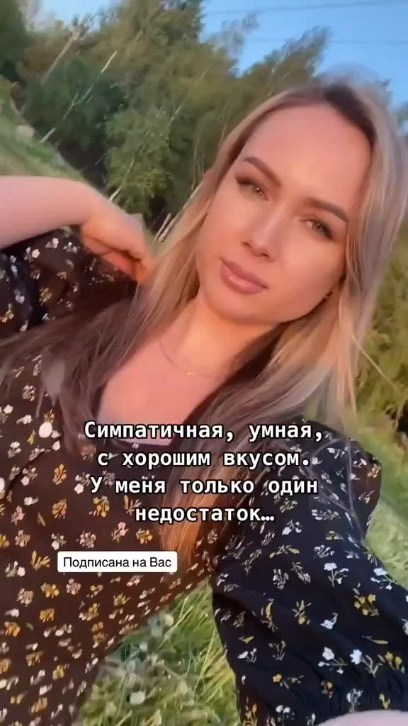 Симпатичная, умная,
с хорошим вкусом.
У меня только один
недостаток…
Подписана на Вас